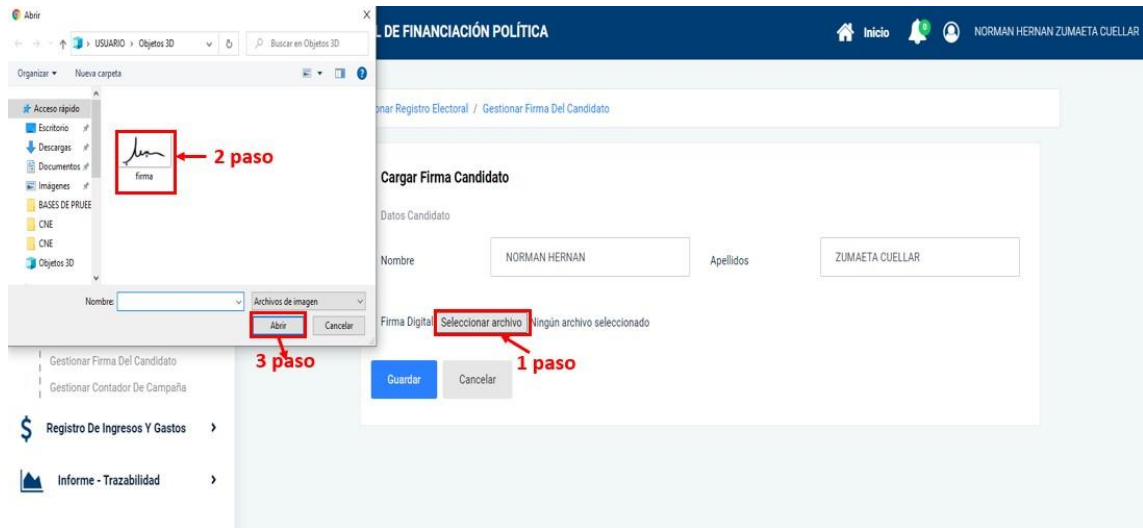 Abrir
USUARIO › Objetos 3D
Buscar en Objetos 3D
Organizar
Nueva carpeta
Acceso rápido
Escritorio
Descargas
Documentos
Imágenes
BASES DE PRUEE
CNE
CNE
Objetos 3D
firma
2 paso
Nombre:
Archivos de imagen
Abrir
Cancelar
3 paso
L DE FINANCIACIÓN POLÍTICA
Inicio
0
NORMAN HERNAN ZUMAETA CUELLAR
onar Registro Electoral / Gestionar Firma Del Candidato
Cargar Firma Candidato
Datos Candidato
Nombre
NORMAN HERNAN
Apellidos
ZUMAETA CUELLAR
Firma Digital Seleccionar archivo Ningún archivo seleccionado
1 paso
Guardar
Cancelar
Gestionar Firma Del Candidato
Gestionar Contador De Campaña
Registro De Ingresos Y Gastos
Informe - Trazabilidad